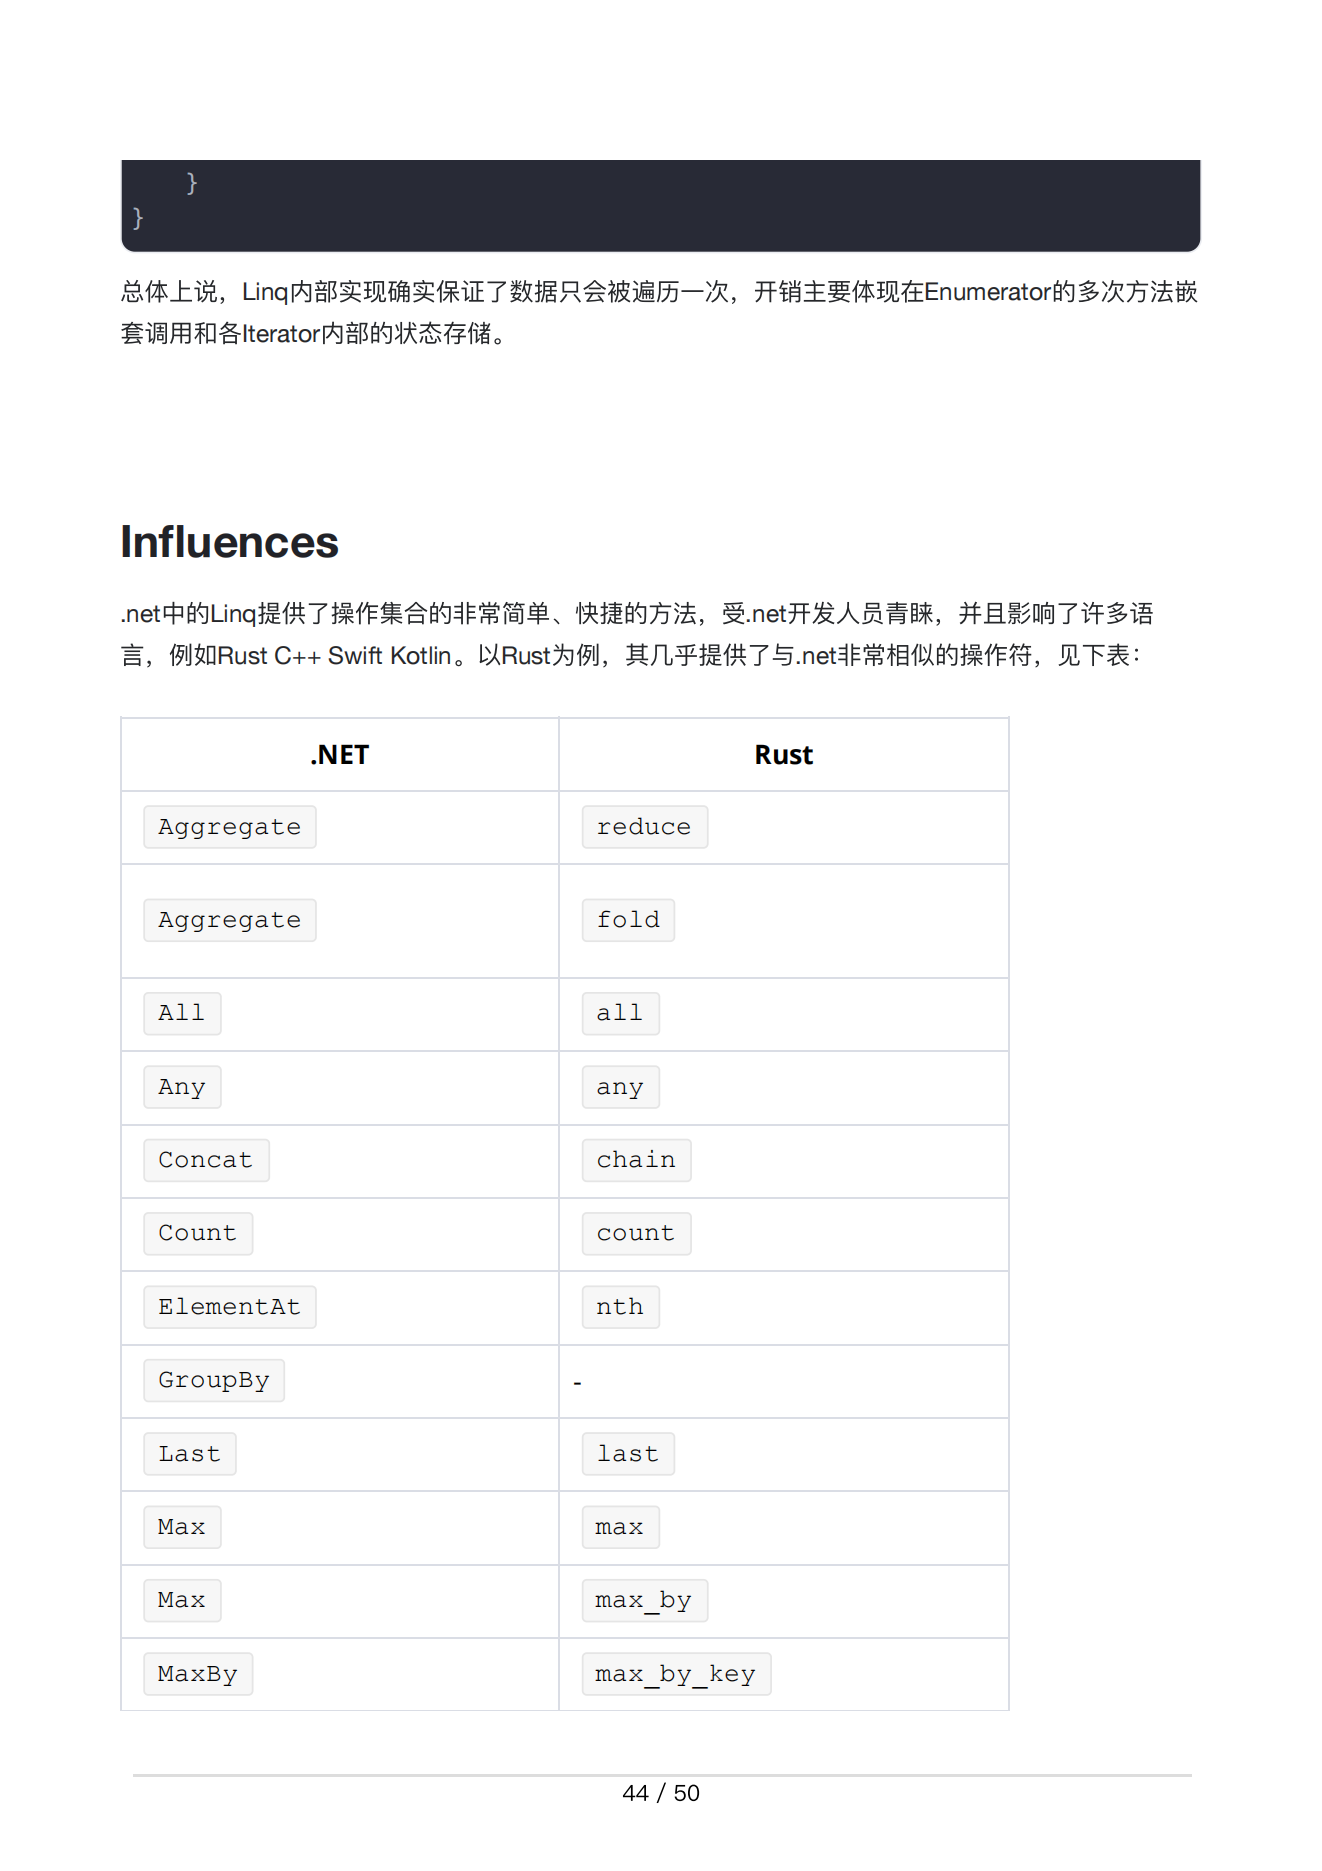 }
}
总体上说，Linq内部实现确实保证了数据只会被遍历一次，开销主要体现在Enumerator的多次方法嵌
套调用和各Iterator内部的状态存储。
Influences
.net中的Linq提供了操作集合的非常简单、快捷的方法，受.net开发人员青睐，并且影响了许多语
言，例如Rust C++ Swift Kotlin。以Rust为例，其几乎提供了与.net非常相似的操作符，见下表：
.NET Rust
Aggregate reduce
Aggregate fold
All all
Any any
Concat chain
Count count
ElementAt nth
GroupBy -
Last last
Max max
Max max_by
MaxBy max_by_key
44 / 50